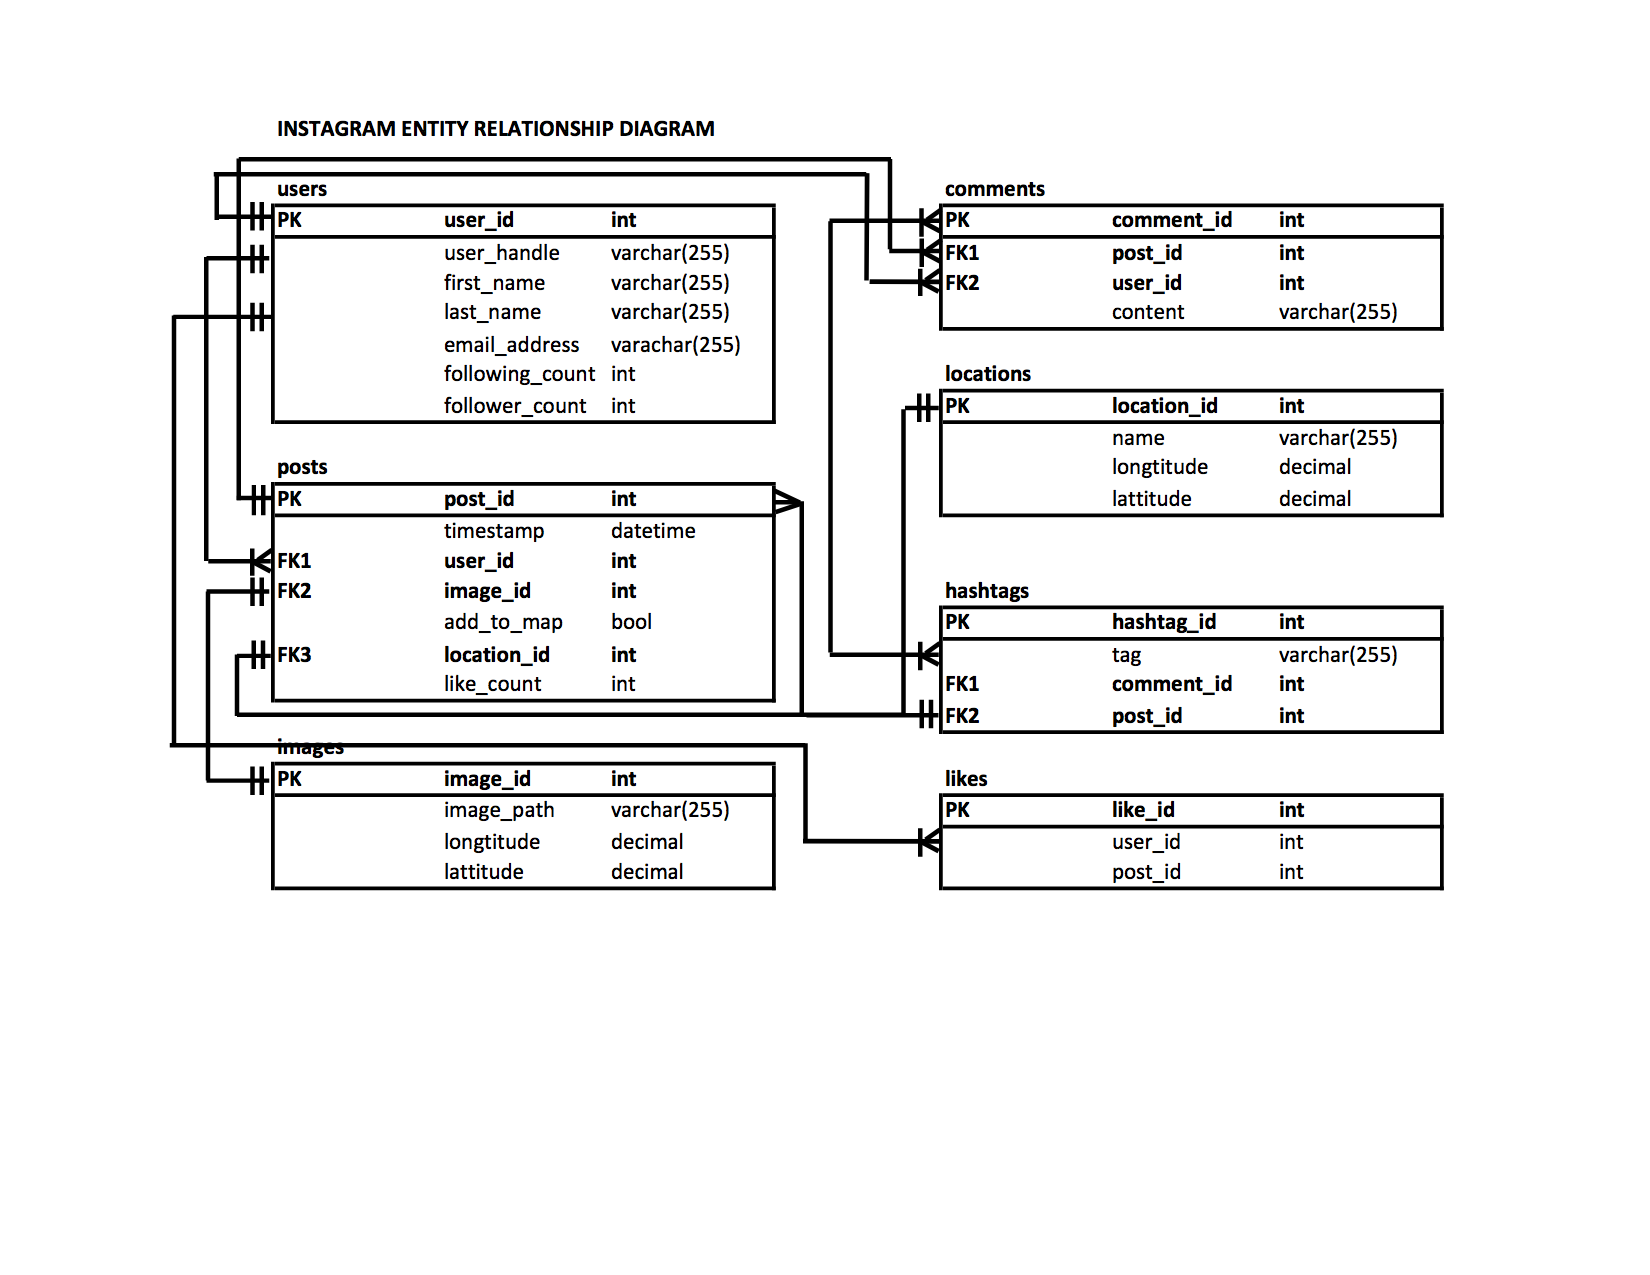 INSTAGRAM ENTITY RELATIONSHIP DIAGRAM
users
PK user_id int
user_handle varchar(255)
first_name varchar(255)
last_name varchar(255)
email_address varachar(255)
following_count int
follower_count int
posts
PK post_id int
timestamp datetime
FK1 user_id int
FK2 image_id int
add_to_map bool
FK3 location_id int
like_count int
images
PK image_id int
image_path varchar(255)
longtitude decimal
lattitude decimal
comments
PK comment_id int
FK1 post_id int
FK2 user_id int
content varchar(255)
locations
PK location_id int
name varchar(255)
longtitude decimal
lattitude decimal
hashtags
PK hashtag_id int
tag varchar(255)
FK1 comment_id int
FK2 post_id int
likes
PK like_id int
user_id int
post_id int